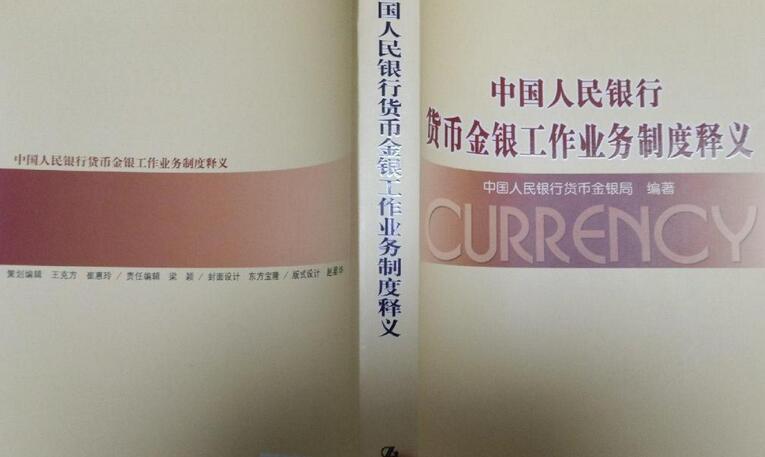 中国人民银行货币金银工作业务制度释义
策划编辑 王克方 崔惠玲/责任编辑 梁 颖/封面设计 东方宝隆/版式设计
国人民银行货币金银工作业务制度释义
中国人民银行
货币金银工作业务制度释义
中国人民银行货币金银局 编著
CURRENCY